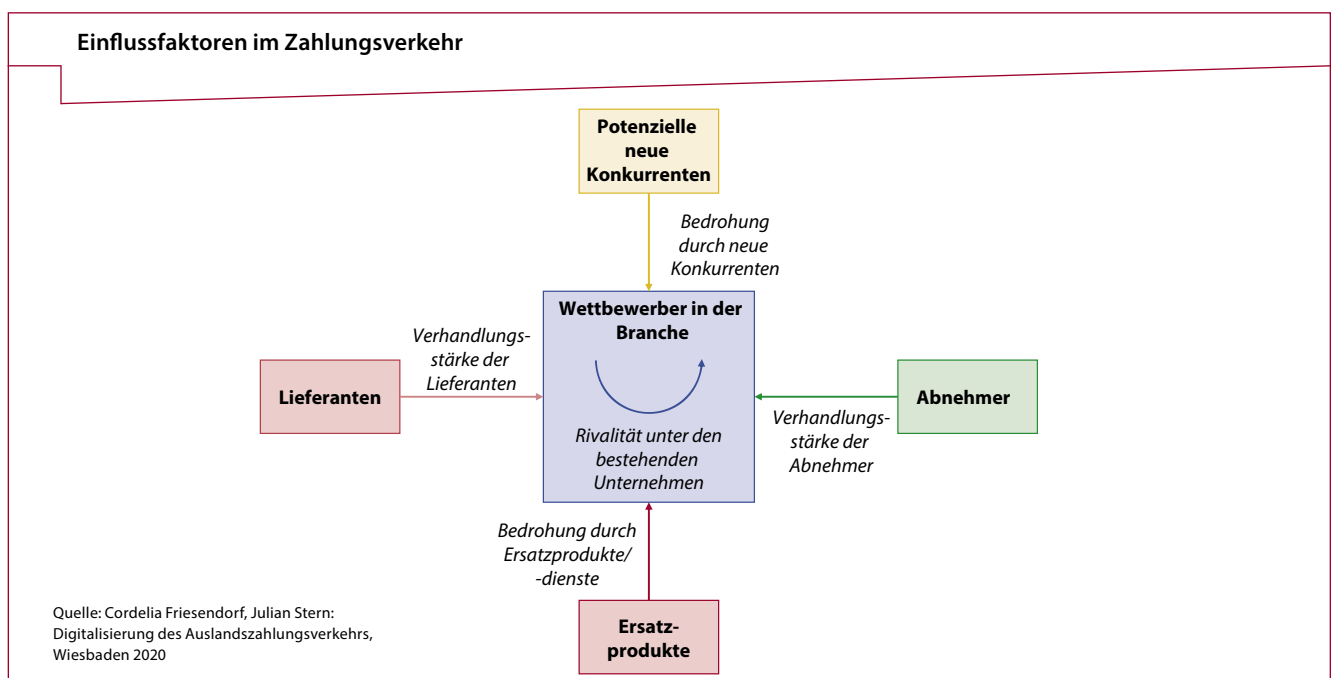 Einflussfaktoren im Zahlungsverkehr
Potenzielle
neue
Konkurrenten
Bedrohung
durch neue
Konkurrenten
Wettbewerber in der
Branche
Verhandlungs-
stärke der
Lieferanten
Lieferanten
Abnehmer
Verhandlungs-
stärke der
Abnehmer
Rivalität unter den
bestehenden
Unternehmen
Bedrohung durch
Ersatzprodukte/
-dienste
Ersatz-
produkte
Quelle: Cordelia Friesendorf, Julian Stern:
Digitalisierung des Auslandszahlungsverkehrs,
Wiesbaden 2020